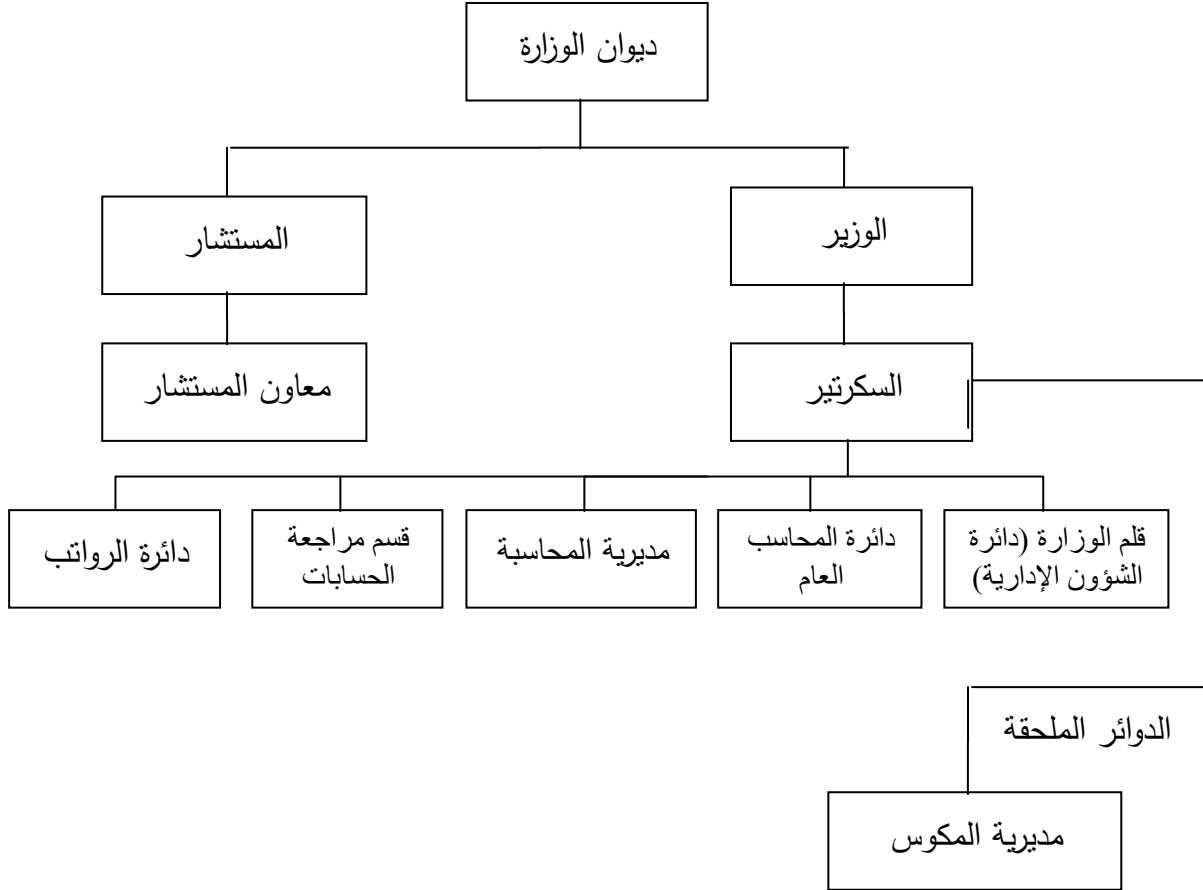 ديوان الوزارة
الوزير
المستشار
السكرتير
معاون المستشار
قلم الوزارة (دائرة
الشؤون الإدارية)
دائرة المحاسب
العام
مديرية المحاسبة
قسم مراجعة
الحسابات
دائرة الرواتب
الدوائر الملحقة
مديرية المكوس